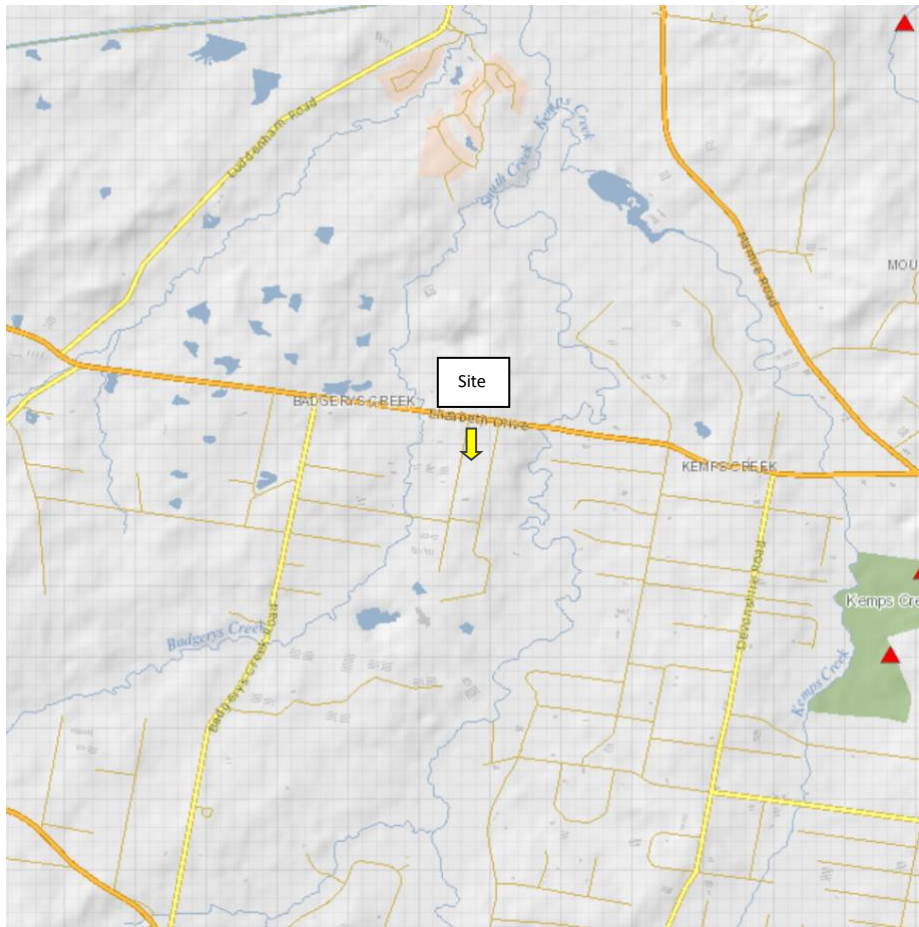 Luddenham Road
Kemps Creek
South Creek
Mamre Road
MOU
Site
BADGERYS CREEK
Elizabeth Drive
KEMPS CREEK
Devonshire Road
Kemps Cre
Badgerys Creek
Badgerys Creek Road
Kemps Creek